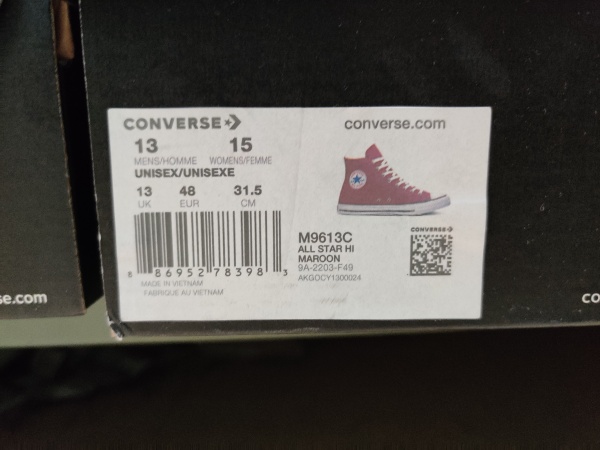 CONVERSE
13 15
MENS/HOMME WOMENS/FEMME
UNISEX/UNISEXE
13 48 31.5
UK EUR CM
8 86952 78398 3
MADE IN VIETNAM
FABRIQUE AU VIETNAM
converse.com
CONVERSE
M9613C
ALL STAR HI
MAROON
9A-2203-F49
AKGOCY1300024
se.com
co